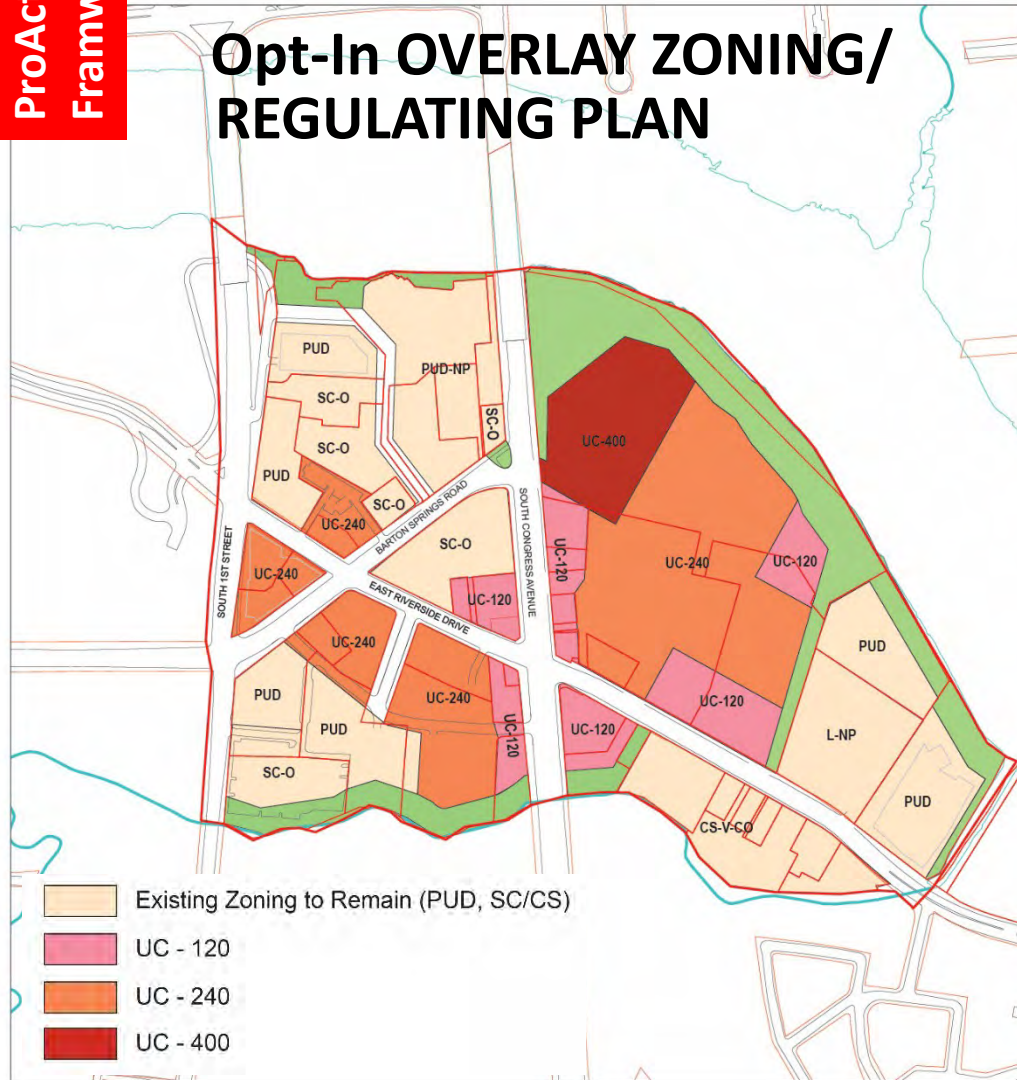 ProAct
Framw
Opt-In OVERLAY ZONING/
REGULATING PLAN
PUD
PUD-NP
SC-O
SC-O
SC-O
UC-400
PUD
SC-O
UC-240
BARTON SPRINGS ROAD
SOUTH CONGRESS AVENUE
SC-O
SOUTH 1ST STREET
UC-240
UC-120
UC-240
UC-120
EAST RIVERSIDE DRIVE
UC-120
UC-240
PUD
UC-240
UC-120
PUD
UC-120
UC-120
PUD
L-NP
SC-O
PUD
CS-V-CO
Existing Zoning to Remain (PUD, SC/CS)
UC - 120
UC - 240
UC - 400